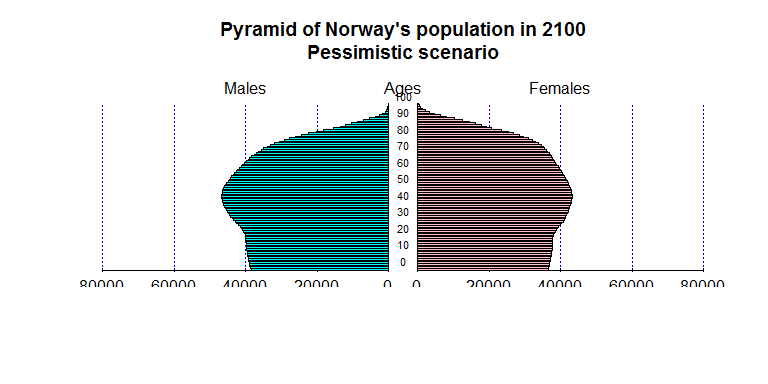 Pyramid of Norway's population in 2100
Pessimistic scenario
Males Ages Females
100
90
80
70
60
50
40
30
20
10
0
80000 60000 40000 20000 0 0 20000 40000 60000 80000